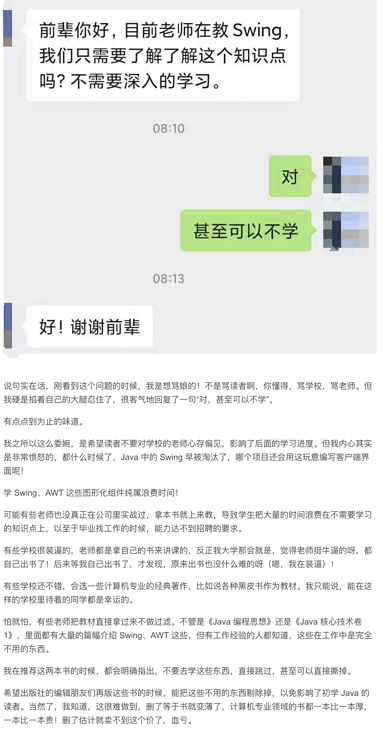 前辈你好，目前老师在教 Swing，
我们只需要了解了解这个知识点
吗？不需要深入的学习。
08:10
对
甚至可以不学
08:13
好！谢谢前辈
说句实在话，刚看到这个问题的时候，我是想骂娘的！不是骂读者啊，你懂得，骂学校，骂老师。但
我硬是掐着自己的大腿忍住了，很客气地回复了一句“对，甚至可以不学”。
有点点到为止的味道。
我之所以这么委婉，是希望读者不要对学校的老师心存偏见，影响了后面的学习进度。但我内心其实
是非常愤怒的，都什么时候了，Java 中的 Swing 早被淘汰了，哪个项目还会用这玩意编写客户端界
面呢！
学 Swing、AWT 这些图形化组件纯属浪费时间！
可能有些老师也没真正在公司里实战过，拿本书就上来教，导致学生把大量的时间浪费在不需要学习
的知识点上，以至于毕业找工作的时候，能力达不到招聘的要求。
有些学校很装逼的，老师都是拿自己的书来讲课的，反正我大学那会就是，觉得老师挺牛逼的呀，都
自己出书了！后来等我自己出书了，才发现，原来出书也没什么难的呀（嗯，我在装逼）！
有些学校还不错，会选一些计算机专业的经典著作，比如说各种黑皮书作为教材。我只能说，能在这
样的学校里待着的同学都是幸运的。
怕就怕，有些老师把教材直接拿过来不做过滤。不管是《Java 编程思想》还是《Java 核心技术卷
1》，里面都有大量的篇幅介绍 Swing、AWT 这些，但有工作经验的人都知道，这些在工作中是完全
不用的东西。
我在推荐这两本书的时候，都会明确指出，不要去学这些东西，直接跳过，甚至可以直接撕掉。
希望出版社的编辑朋友们再版这些书的时候，能把这些不用的东西剔除掉，以免影响了初学 Java 的
读者。当然了，我知道，这很难做到，删了等于书就变薄了，计算机专业领域的书都一本比一本厚，
一本比一本贵！删了估计就卖不到这个价了，血亏。